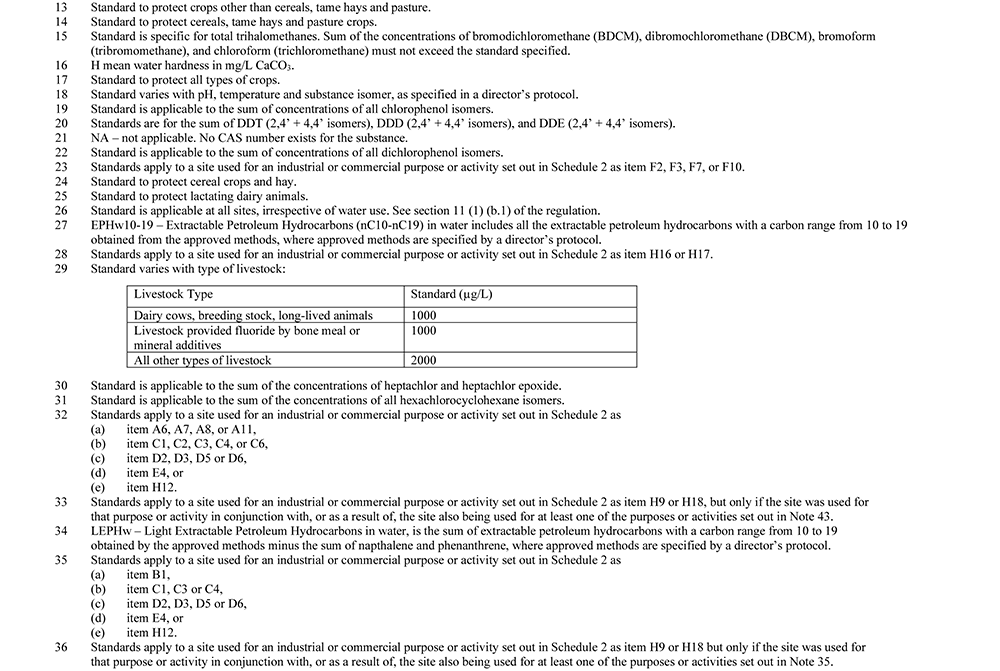 13 Standard to protect crops other than cereals, tame hays and pasture.
14 Standard to protect cereals, tame hays and pasture crops.
15 Standard is specific for total trihalomethanes. Sum of the concentrations of bromodichloromethane (BDCM), dibromochloromethane (DBCM), bromoform
(tribromomethane), and chloroform (trichloromethane) must not exceed the standard specified.
16 H mean water hardness in mg/L CaCO₃.
17 Standard to protect all types of crops.
18 Standard varies with pH, temperature and substance isomer, as specified in a director's protocol.
19 Standard is applicable to the sum of concentrations of all chlorophenol isomers.
20 Standards are for the sum of DDT (2,4’ + 4,4’ isomers), DDD (2,4’ + 4,4’ isomers), and DDE (2,4’ + 4,4’ isomers).
21 NA – not applicable. No CAS number exists for the substance.
22 Standard is applicable to the sum of concentrations of all dichlorophenol isomers.
23 Standards apply to a site used for an industrial or commercial purpose or activity set out in Schedule 2 as item F2, F3, F7, or F10.
24 Standard to protect cereal crops and hay.
25 Standard to protect lactating dairy animals.
26 Standard is applicable at all sites, irrespective of water use. See section 11 (1) (b.1) of the regulation.
27 EPHw10-19 – Extractable Petroleum Hydrocarbons (nC10-nC19) in water includes all the extractable petroleum hydrocarbons with a carbon range from 10 to 19
obtained from the approved methods, where approved methods are specified by a director's protocol.
28 Standards apply to a site used for an industrial or commercial purpose or activity set out in Schedule 2 as item H16 or H17.
29 Standard varies with type of livestock:
Livestock Type Standard (µg/L)
Dairy cows, breeding stock, long-lived animals 1000
Livestock provided fluoride by bone meal or 1000
mineral additives
All other types of livestock 2000
30 Standard is applicable to the sum of the concentrations of heptachlor and heptachlor epoxide.
31 Standard is applicable to the sum of the concentrations of all hexachlorocyclohexane isomers.
32 Standards apply to a site used for an industrial or commercial purpose or activity set out in Schedule 2 as
(a) item A6, A7, A8, or A11,
(b) item C1, C2, C3, C4, or C6,
(c) item D2, D3, D5 or D6,
(d) item E4, or
(e) item H12.
33 Standards apply to a site used for an industrial or commercial purpose or activity set out in Schedule 2 as item H9 or H18, but only if the site was used for
that purpose or activity in conjunction with, or as a result of, the site also being used for at least one of the purposes or activities set out in Note 43.
34 LEPHw – Light Extractable Petroleum Hydrocarbons in water, is the sum of extractable petroleum hydrocarbons with a carbon range from 10 to 19
obtained by the approved methods minus the sum of napthalene and phenanthrene, where approved methods are specified by a director's protocol.
35 Standards apply to a site used for an industrial or commercial purpose or activity set out in Schedule 2 as
(a) item B1,
(b) item C1, C3 or C4,
(c) item D2, D3, D5 or D6,
(d) item E4, or
(e) item H12.
36 Standards apply to a site used for an industrial or commercial purpose or activity set out in Schedule 2 as item H9 or H18 but only if the site was used for
that purpose or activity in conjunction with, or as a result of, the site also being used for at least one of the purposes or activities set out in Note 35.